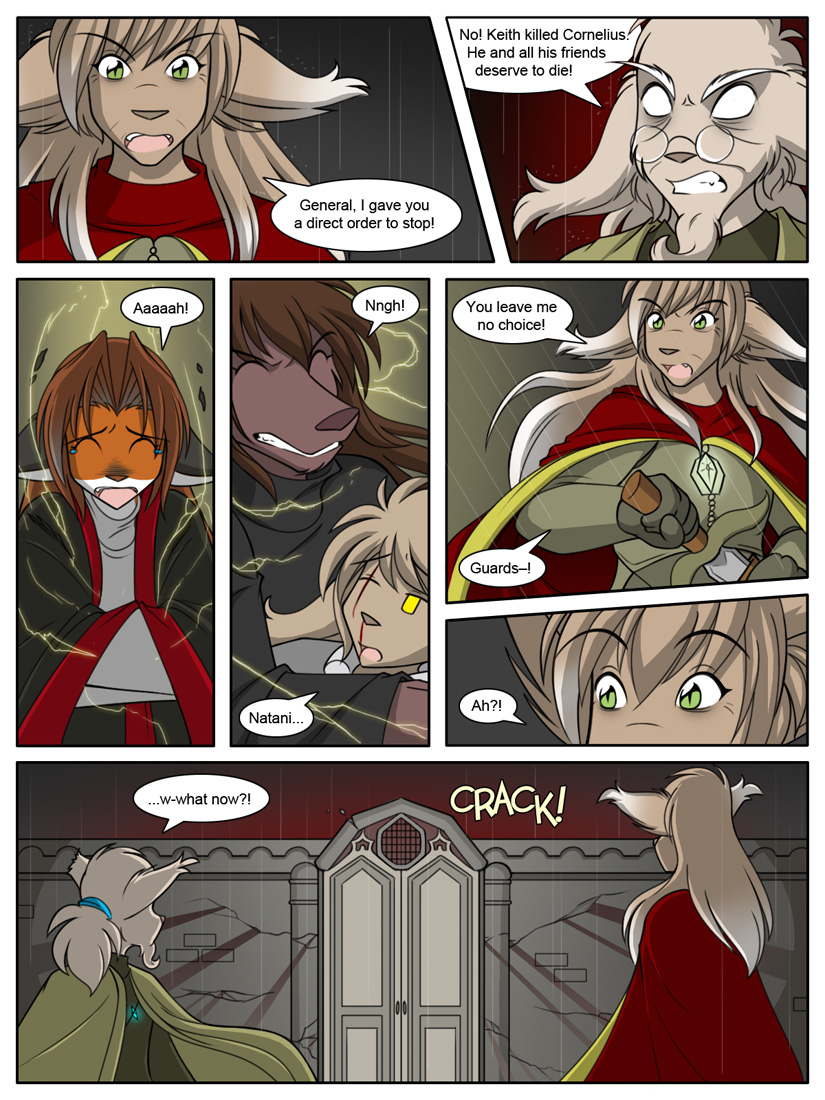 General, I gave you
a direct order to stop!
No! Keith killed Cornelius.
He and all his friends
deserve to die!
Aaaaah!
Nngh!
Natani...
You leave me
no choice!
Guards–!
Ah?!
...w-what now?!
CRACK!